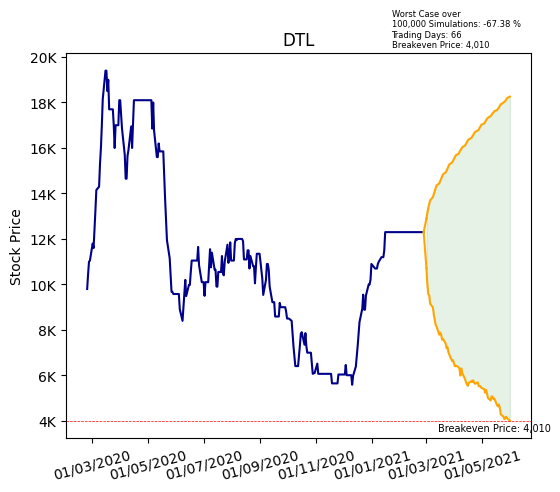 Worst Case over
100,000 Simulations: -67.38 %
Trading Days: 66
Breakeven Price: 4,010
DTL
20K
18K
16K
14K
12K
10K
8K
6K
4K
Stock Price
Breakeven Price: 4,010
01/03/2020
01/05/2020
01/07/2020
01/09/2020
01/11/2020
01/01/2021
01/03/2021
01/05/2021